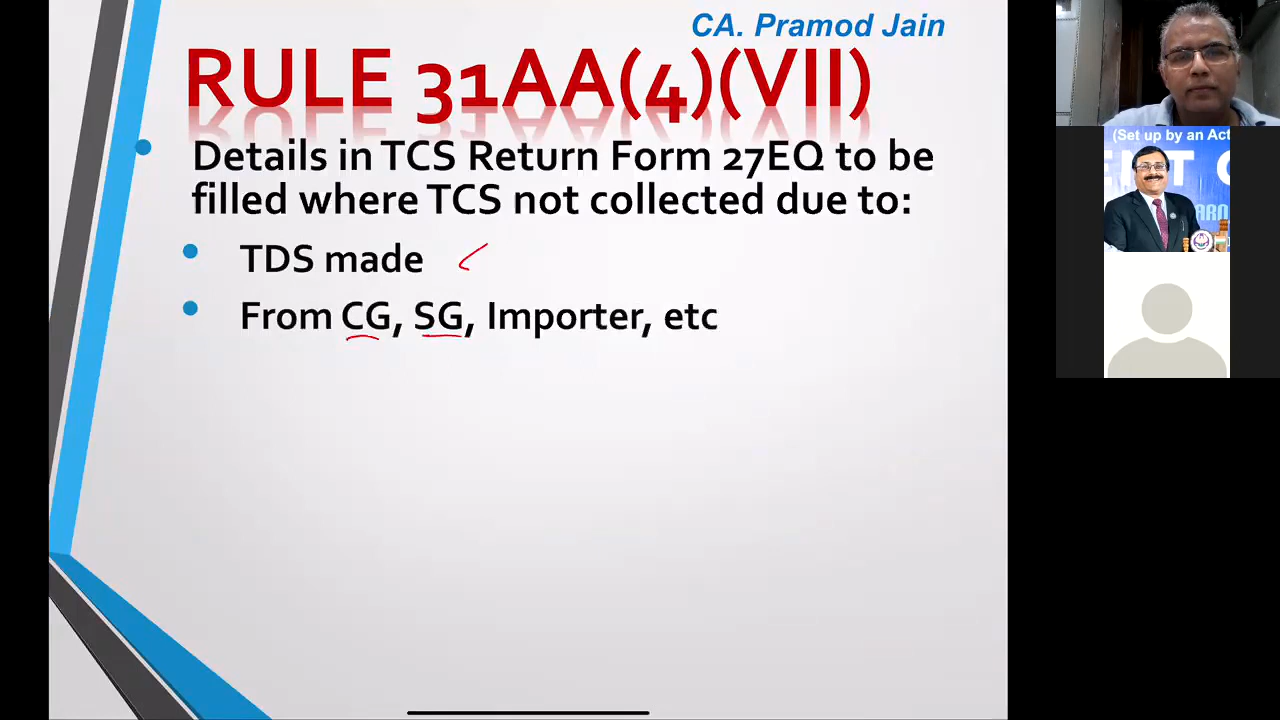 CA. Pramod Jain
RULE 31AA(4)(VII)
Details in TCS Return Form 27EQ to be
filled where TCS not collected due to:
TDS made
From CG, SG, Importer, etc
(Set up by an Act